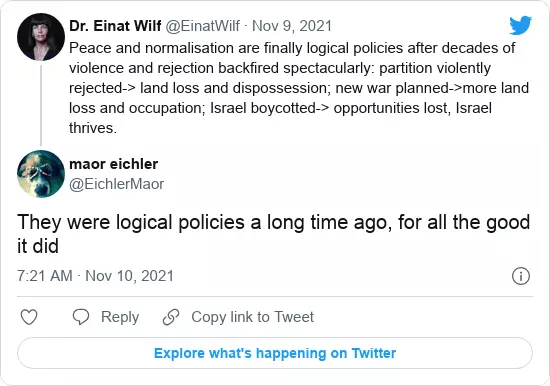 Dr. Einat Wilf @EinatWilf · Nov 9, 2021
Peace and normalisation are finally logical policies after decades of
violence and rejection backfired spectacularly: partition violently
rejected-> land loss and dispossession; new war planned->more land
loss and occupation; Israel boycotted-> opportunities lost, Israel
thrives.
maor eichler
@EichlerMaor
They were logical policies a long time ago, for all the good
it did
7:21 AM · Nov 10, 2021
Reply Copy link to Tweet
Explore what's happening on Twitter